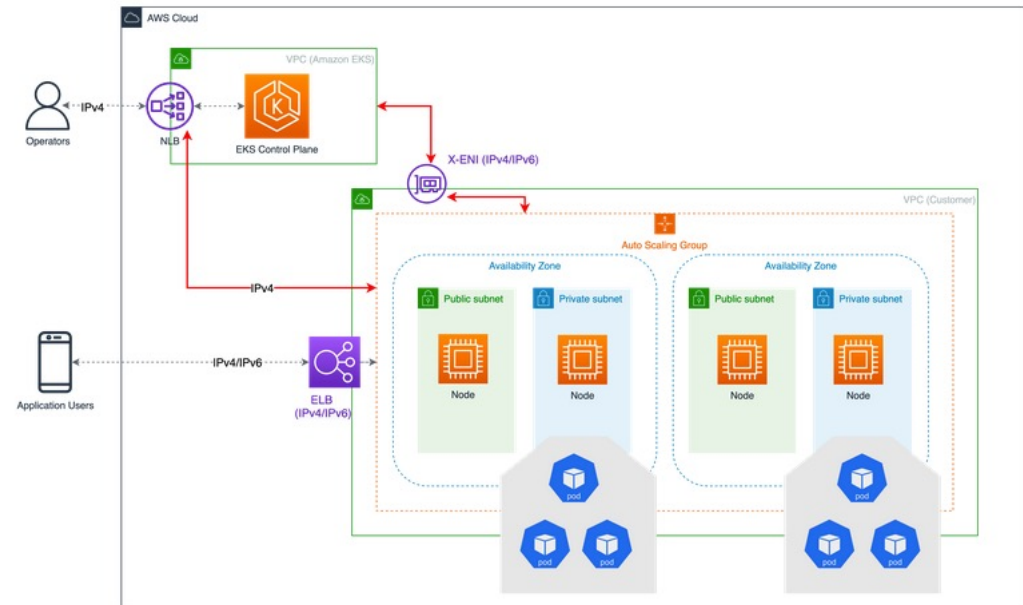 AWS Cloud
VPC (Amazon EKS)
Operators
IPv4
NLB
K
EKS Control Plane
X-ENI (IPv4/IPv6)
VPC (Customer)
Auto Scaling Group
Availability Zone
Availability Zone
Public subnet
Private subnet
Public subnet
Private subnet
IPv4
Node
Node
Node
Node
Application Users
IPv4/IPv6
ELB
(IPv4/IPv6)
pod
pod
pod
pod
pod
pod